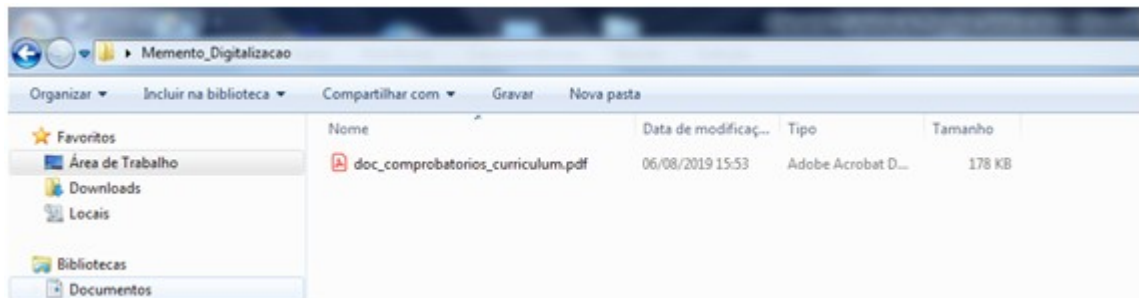 Memento_Digitalizacao
Organizar Incluir na biblioteca Compartilhar com Gravar Nova pasta
Favoritos
Área de Trabalho
Downloads
Locais
Bibliotecas
Documentos
Nome Data de modificaç... Tipo Tamanho
doc_comprobatorios_curriculum.pdf 06/08/2019 15:53 Adobe Acrobat D... 178 KB